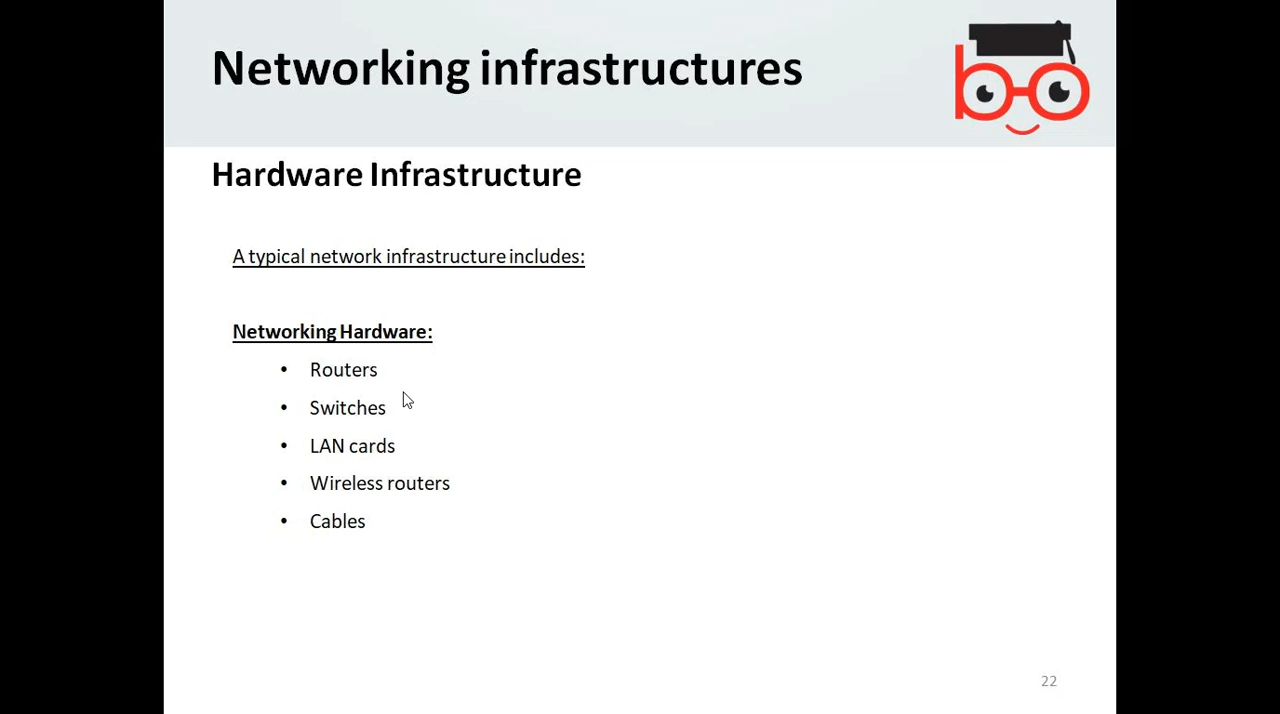 Networking infrastructures
Hardware Infrastructure
A typical network infrastructure includes:
Networking Hardware:
• Routers
• Switches
• LAN cards
• Wireless routers
• Cables
22